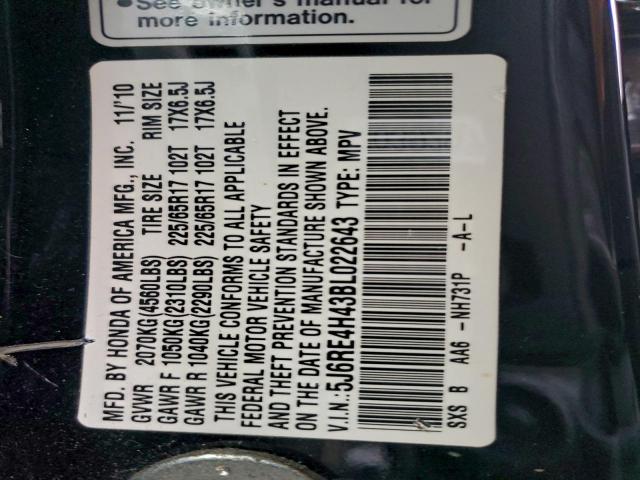 See owner's manual for
more information.
MFD. BY HONDA OF AMERICA MFG., INC. 11/'10
GVWR 2070KG(4560LBS) TIRE SIZE RIM SIZE
GAWR F 1050KG(2310LBS) 225/65R17 102T 17X6.5J
GAWR R 1040KG(2290LBS) 225/65R17 102T 17X6.5J
THIS VEHICLE CONFORMS TO ALL APPLICABLE
FEDERAL MOTOR VEHICLE SAFETY
AND THEFT PREVENTION STANDARDS IN EFFECT
ON THE DATE OF MANUFACTURE SHOWN ABOVE.
V.I.N.:5J6RE4H43BL022643 TYPE: MPV
SXS B AA6 -NH731P -A-L